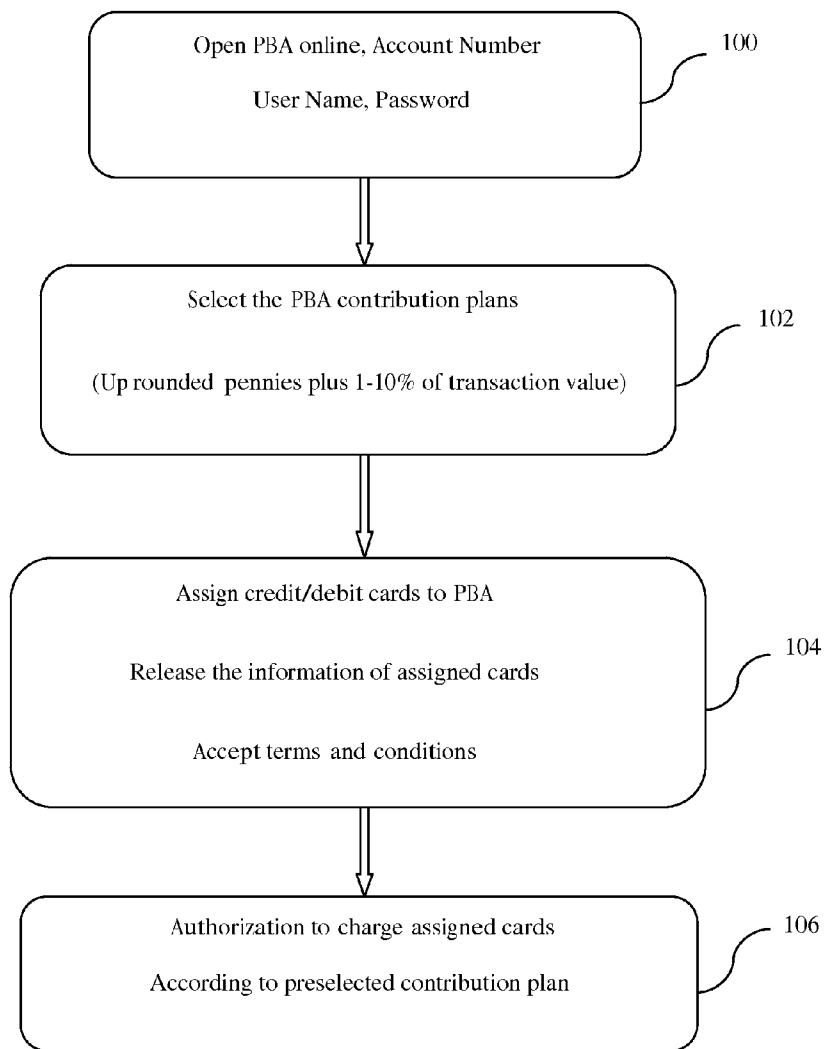 Open PBA online, Account Number
100
User Name, Password
Select the PBA contribution plans
102
(Up rounded pennies plus 1-10% of transaction value)
Assign credit/debit cards to PBA
104
Release the information of assigned cards
Accept terms and conditions
Authorization to charge assigned cards
106
According to preselected contribution plan